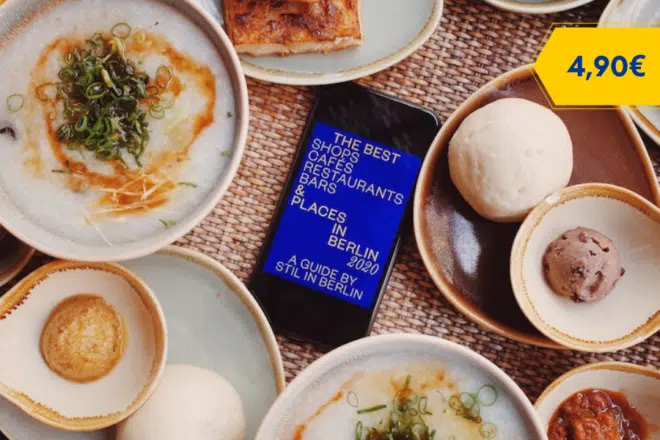 4,90€
THE BEST
SHOPS
CAFÉS
RESTAURANTS
BARS
&
PLACES
IN
BERLIN
2020
A GUIDE BY
STIL IN BERLIN